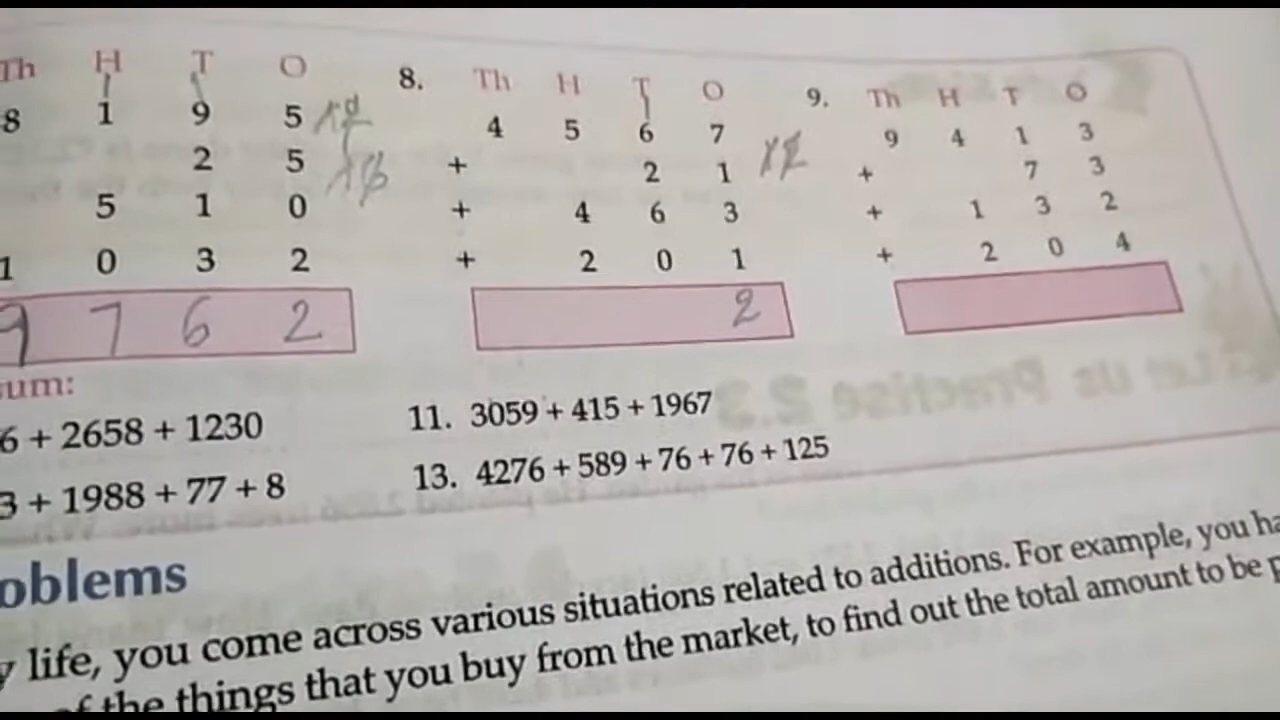 Th H T O 8. Th H T O 9. Th H T O
8 1 9 5 4 5 6 7 9 4 1 3
2 5 + 2 1 + 7 3
5 1 0 + 4 6 3 + 1 3 2
1 0 3 2 + 2 0 1 + 2 0 4
9 7 6 2 2
um:
6 + 2658 + 1230 11. 3059 + 415 + 1967
3 + 1988 + 77 + 8 13. 4276 + 589 + 76 + 76 + 125
oblems
y life, you come across various situations related to additions. For example, you ha
of the things that you buy from the market, to find out the total amount to be p